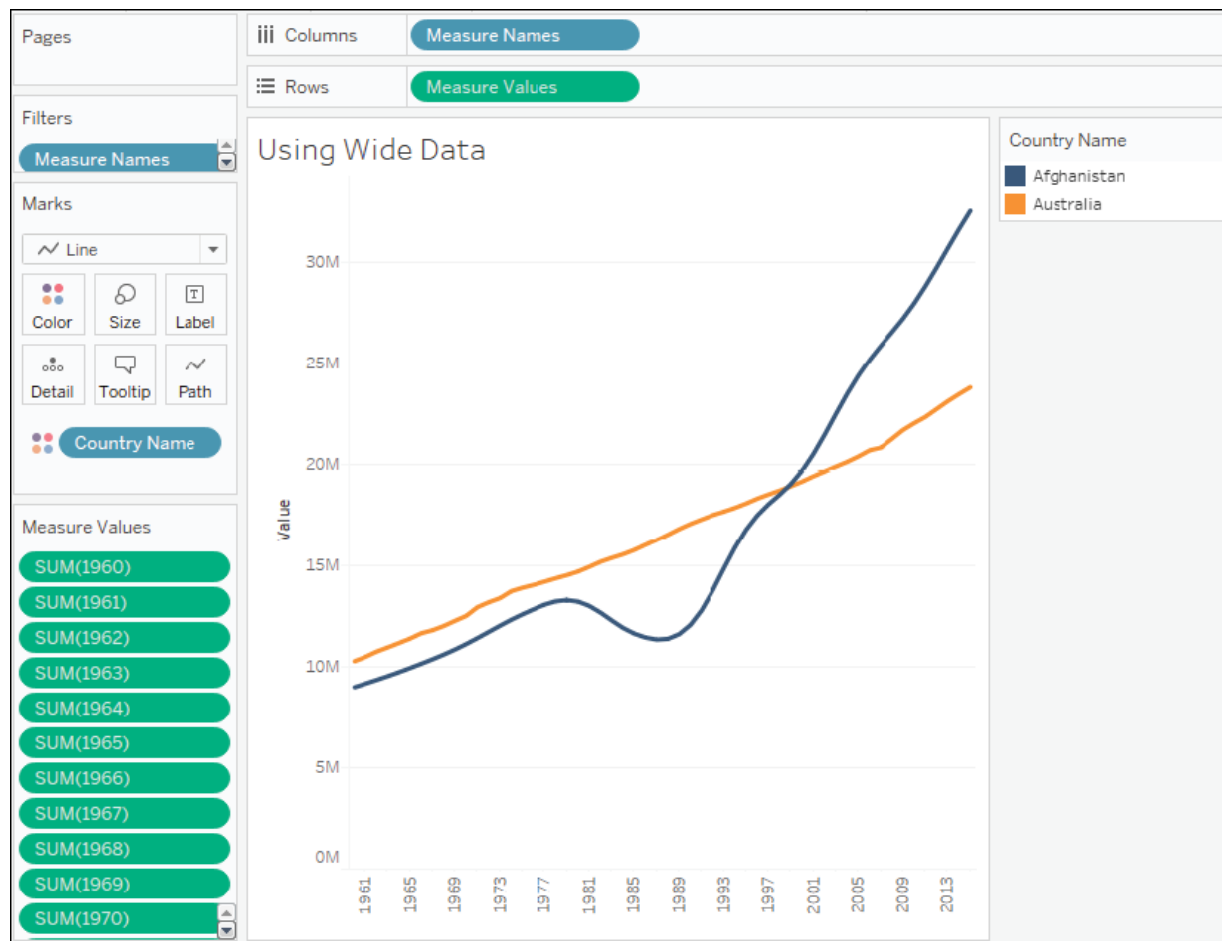 Pages
Columns
Measure Names
Rows
Measure Values
Filters
Measure Names
Marks
Line
Color
Size
Label
Detail
Tooltip
Path
Country Name
Measure Values
SUM(1960)
SUM(1961)
SUM(1962)
SUM(1963)
SUM(1964)
SUM(1965)
SUM(1966)
SUM(1967)
SUM(1968)
SUM(1969)
SUM(1970)
Using Wide Data
Value
30M
25M
20M
15M
10M
5M
0M
1961
1965
1969
1973
1977
1981
1985
1989
1993
1997
2001
2005
2009
2013
Country Name
Afghanistan
Australia